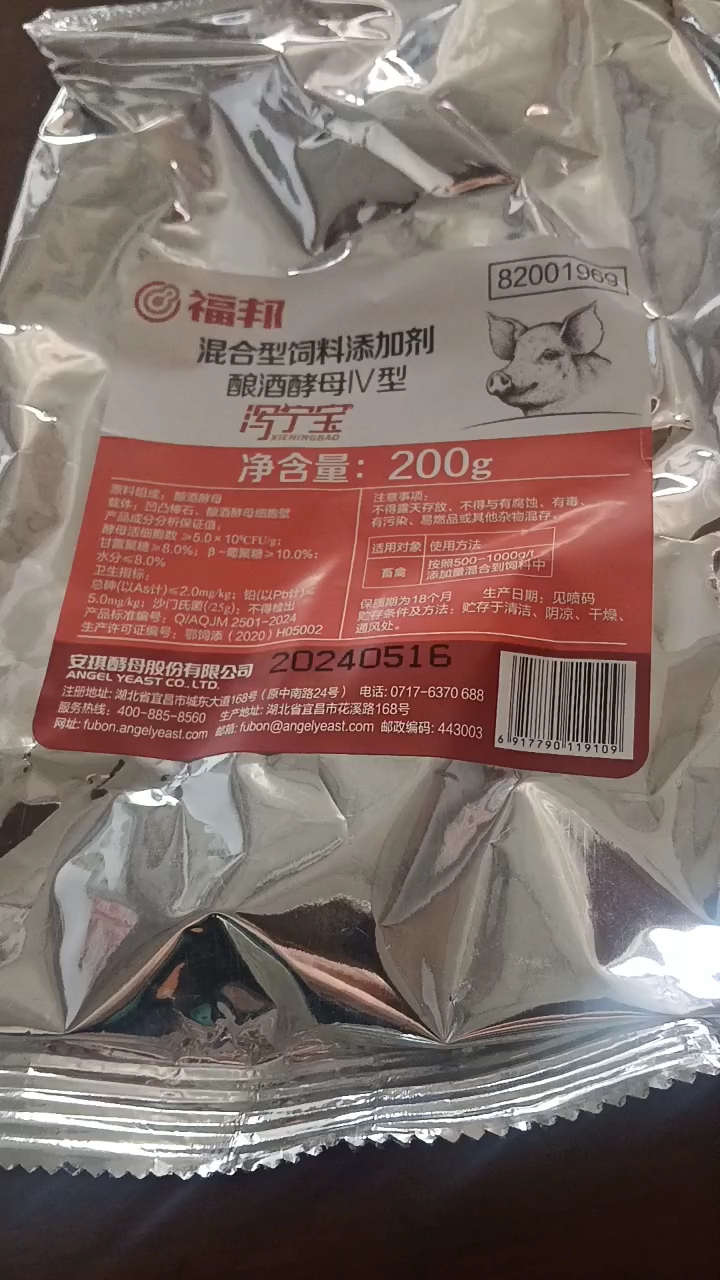 82001969
福邦
混合型饲料添加剂
酿酒酵母IV型
泻宁宝
XIENINGBAO
净含量：200g
原料组成：酿酒酵母
载体：凹凸棒石、酿酒酵母细胞壁
产品成分分析保证值：
酵母活细胞数≥5.0×10⁸CFU/g；
甘露聚糖≥8.0%；β-葡聚糖≥10.0%；
水分≤8.0%
卫生指标：
总砷(以As计)≤2.0mg/kg；铅(以Pb计)≤
5.0mg/kg；沙门氏菌(25g)：不得检出
产品标准编号：Q/AQJM 2501-2024
生产许可证编号：鄂饲添（2020）H05002
注意事项：
不得露天存放、不得与有腐蚀、有毒、
有污染、易燃品或其他杂物混存。
适用对象 使用方法
畜禽 按照500-1000g/t
添加量混合到饲料中
保质期为18个月 生产日期：见喷码
贮存条件及方法：贮存于清洁、阴凉、干燥、
通风处。
安琪酵母股份有限公司
ANGEL YEAST CO.,LTD.
20240516
注册地址：湖北省宜昌市城东大道168号（原中南路24号） 电话：0717-6370 688
服务热线：400-885-8560 生产地址：湖北省宜昌市花溪路168号
网址：fubon.angelyeast.com 邮箱：fubon@angelyeast.com 邮政编码：443003
6 917790 119109